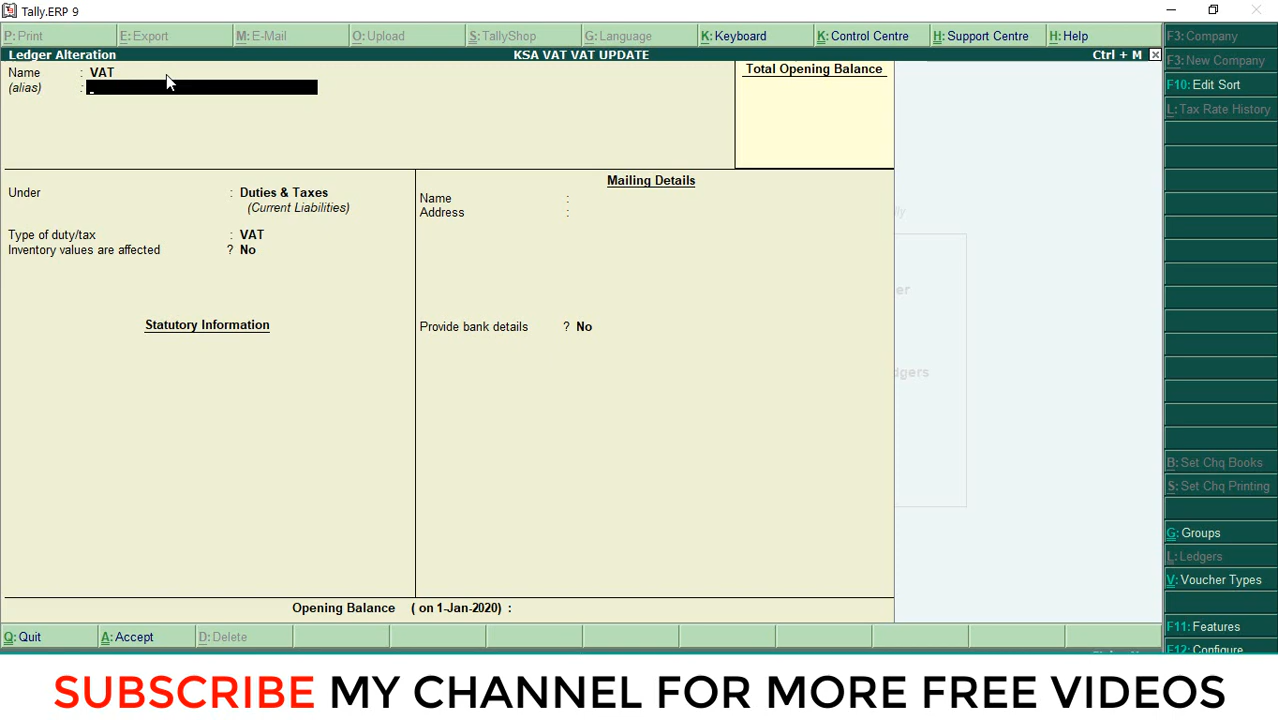 Tally.ERP 9
P: Print E: Export M: E-Mail O: Upload S: TallyShop G: Language K: Keyboard K: Control Centre H: Support Centre H: Help
Ledger Alteration KSA VAT VAT UPDATE Ctrl + M
Name : VAT
(alias) :
Total Opening Balance
Under : Duties & Taxes
(Current Liabilities)
Type of duty/tax : VAT
Inventory values are affected ? No
Statutory Information
Mailing Details
Name :
Address :
Provide bank details ? No
Opening Balance ( on 1-Jan-2020) :
Q: Quit A: Accept D: Delete
F3: Company
F3: New Company
F10: Edit Sort
L: Tax Rate History
B: Set Chq Books
S: Set Chq Printing
G: Groups
L: Ledgers
V: Voucher Types
F11: Features
F12: Configure
SUBSCRIBE MY CHANNEL FOR MORE FREE VIDEOS